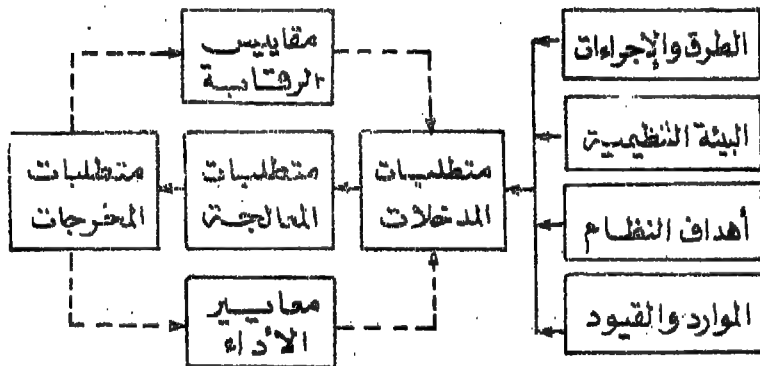 الطرق والإجراءات
البيئة التنظيمية
أهداف النظام
الموارد والقيود
مقاييس
الرقابة
متطلبات
المدخلات
متطلبات
المعالجة
متطلبات
المخرجات
معايير
الأداء